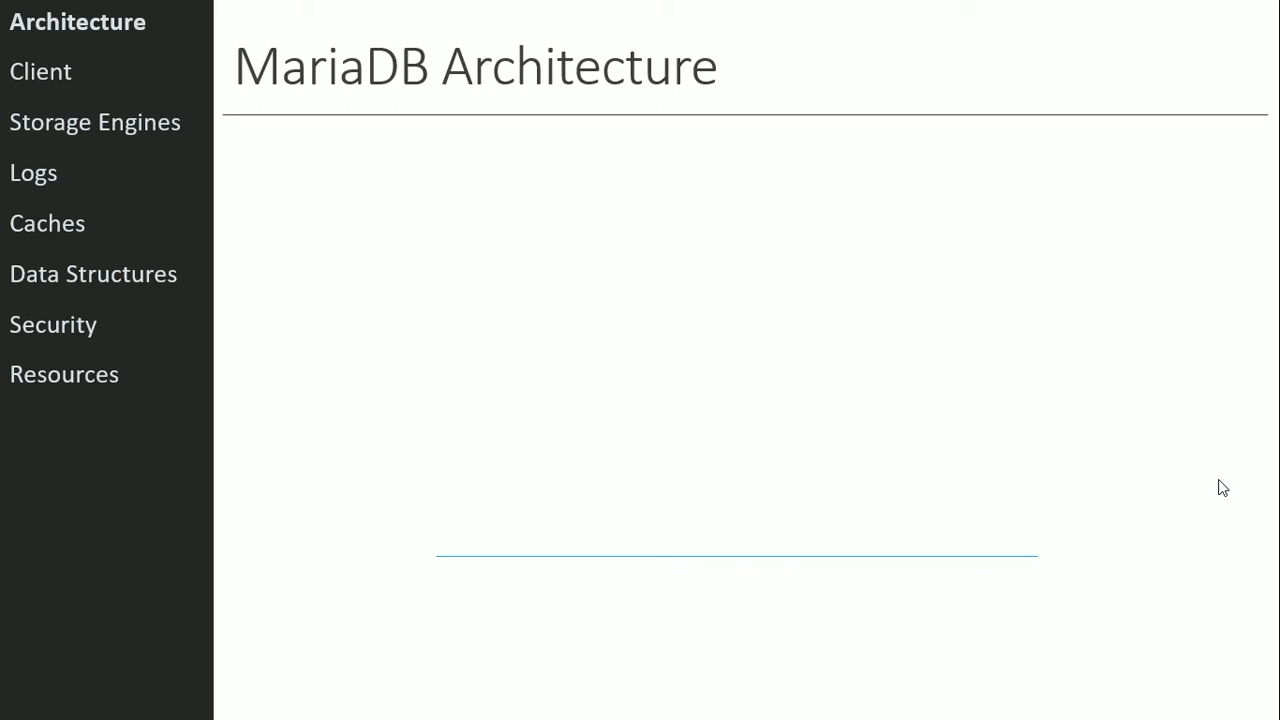 Architecture
Client
Storage Engines
Logs
Caches
Data Structures
Security
Resources
MariaDB Architecture